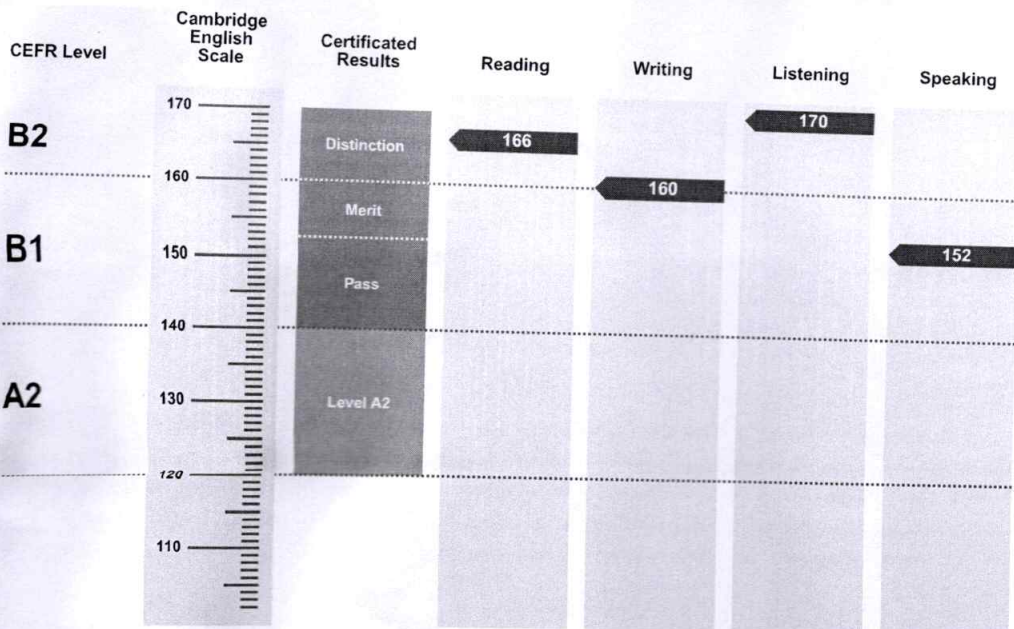 CEFR Level
Cambridge
English
Scale
Certificated
Results
Reading
Writing
Listening
Speaking
170
B2
Distinction
166
170
160
160
Merit
B1
150
152
Pass
140
A2
130
Level A2
120
110